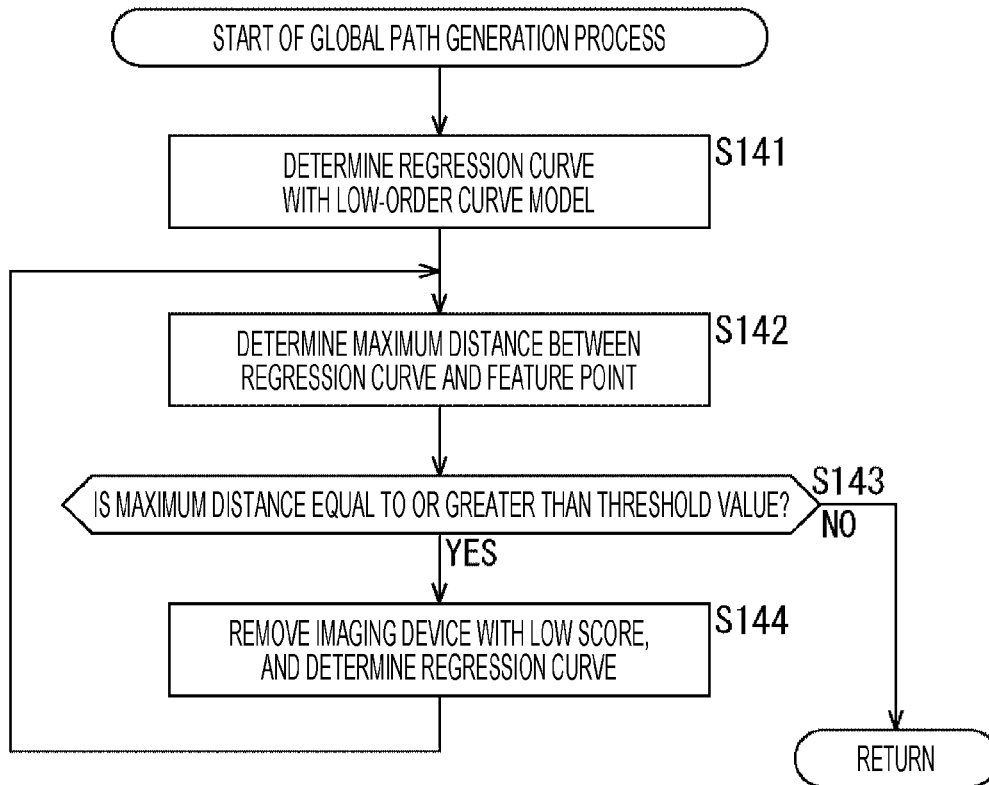 START OF GLOBAL PATH GENERATION PROCESS
S141
DETERMINE REGRESSION CURVE
WITH LOW-ORDER CURVE MODEL
S142
DETERMINE MAXIMUM DISTANCE BETWEEN
REGRESSION CURVE AND FEATURE POINT
S143
IS MAXIMUM DISTANCE EQUAL TO OR GREATER THAN THRESHOLD VALUE?
NO
YES
S144
REMOVE IMAGING DEVICE WITH LOW SCORE,
AND DETERMINE REGRESSION CURVE
RETURN